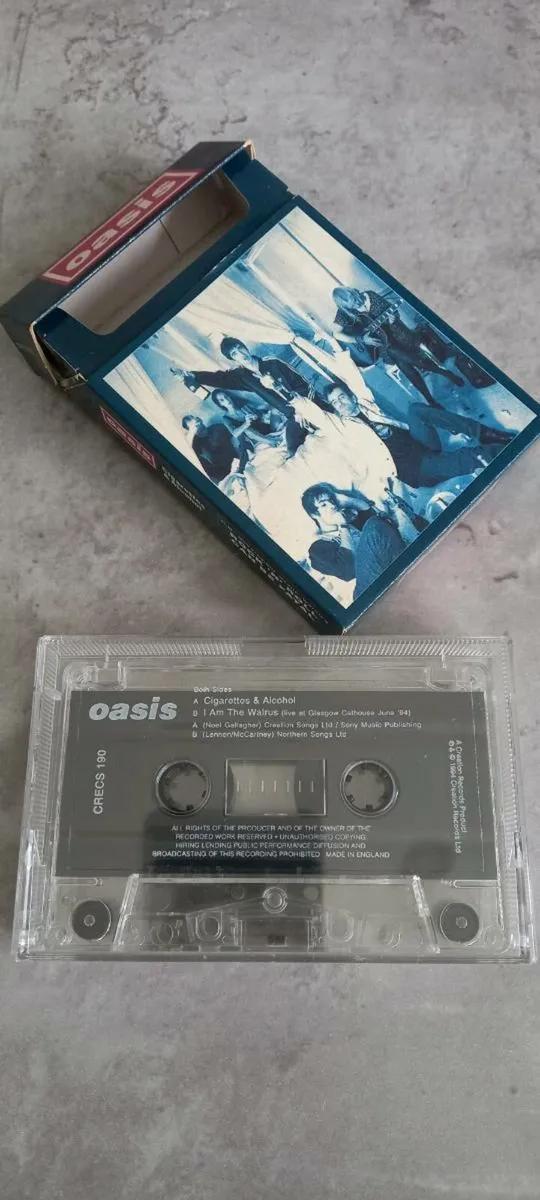 oasis
oasis
Cigarettes
& Alcohol
Both Sides
oasis
A Cigarettes & Alcohol
B I Am The Walrus (live at Glasgow Cathouse June '94)
A (Noel Gallagher) Creation Songs Ltd / Sony Music Publishing
B (Lennon/McCartney) Northern Songs Ltd
CRECS 190
A Creation Records Product
℗ & © 1994 Creation Records Ltd
ALL RIGHTS OF THE PRODUCER AND OF THE OWNER OF THE
RECORDED WORK RESERVED • UNAUTHORISED COPYING,
HIRING LENDING PUBLIC PERFORMANCE DIFFUSION AND
BROADCASTING OF THIS RECORDING PROHIBITED MADE IN ENGLAND